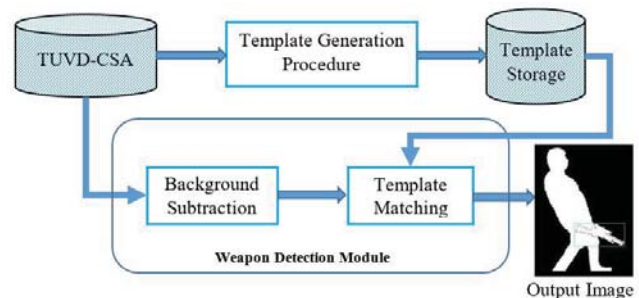 TUVD-CSA
Template Generation
Procedure
Template
Storage
Background
Subtraction
Template
Matching
Weapon Detection Module
Output Image